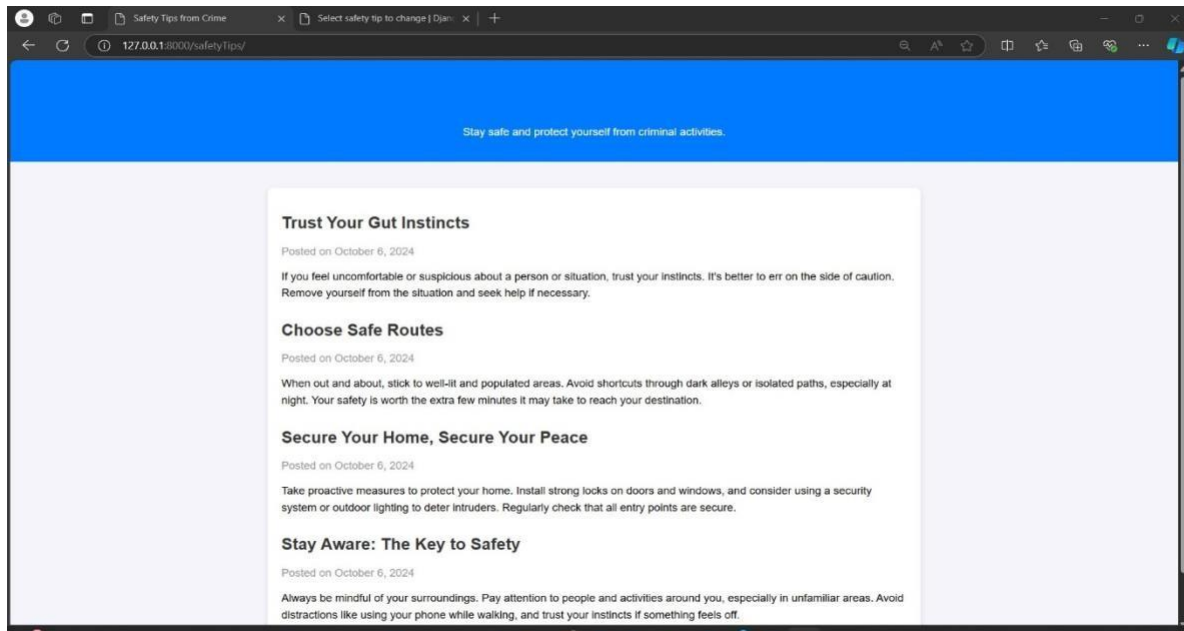 Safety Tips from Crime
Select safety tip to change | Djan
127.0.0.1:8000/safetyTips/
Stay safe and protect yourself from criminal activities.
Trust Your Gut Instincts
Posted on October 6, 2024
If you feel uncomfortable or suspicious about a person or situation, trust your instincts. It's better to err on the side of caution.
Remove yourself from the situation and seek help if necessary.
Choose Safe Routes
Posted on October 6, 2024
When out and about, stick to well-lit and populated areas. Avoid shortcuts through dark alleys or isolated paths, especially at
night. Your safety is worth the extra few minutes it may take to reach your destination.
Secure Your Home, Secure Your Peace
Posted on October 6, 2024
Take proactive measures to protect your home. Install strong locks on doors and windows, and consider using a security
system or outdoor lighting to deter intruders. Regularly check that all entry points are secure.
Stay Aware: The Key to Safety
Posted on October 6, 2024
Always be mindful of your surroundings. Pay attention to people and activities around you, especially in unfamiliar areas. Avoid
distractions like using your phone while walking, and trust your instincts if something feels off.